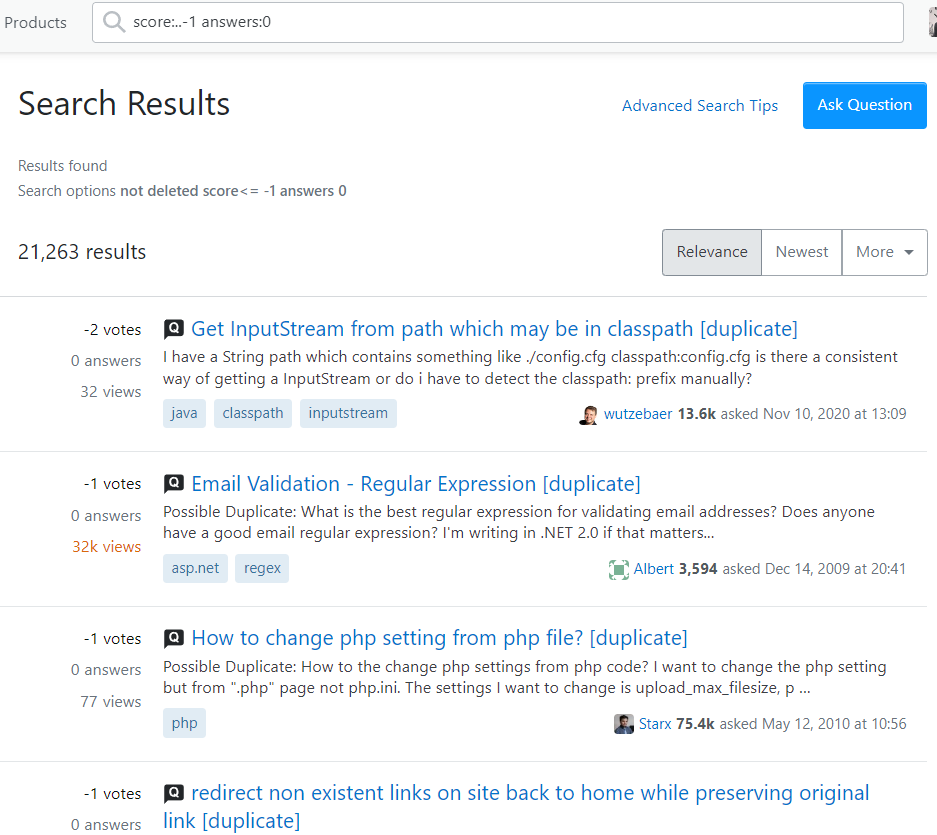 Products
score:..-1 answers:0
Search Results
Advanced Search Tips
Ask Question
Results found
Search options not deleted score<= -1 answers 0
21,263 results
Relevance
Newest
More
-2 votes
0 answers
32 views
Q Get InputStream from path which may be in classpath [duplicate]
I have a String path which contains something like ./config.cfg classpath:config.cfg is there a consistent
way of getting a InputStream or do i have to detect the classpath: prefix manually?
java classpath inputstream
wutzebaer 13.6k asked Nov 10, 2020 at 13:09
-1 votes
0 answers
32k views
Q Email Validation - Regular Expression [duplicate]
Possible Duplicate: What is the best regular expression for validating email addresses? Does anyone
have a good email regular expression? I'm writing in .NET 2.0 if that matters...
asp.net regex
Albert 3,594 asked Dec 14, 2009 at 20:41
-1 votes
0 answers
77 views
Q How to change php setting from php file? [duplicate]
Possible Duplicate: How to the change php settings from php code? I want to change the php setting
but from ".php" page not php.ini. The settings I want to change is upload_max_filesize, p ...
php
Starx 75.4k asked May 12, 2010 at 10:56
-1 votes
0 answers
Q redirect non existent links on site back to home while preserving original
link [duplicate]